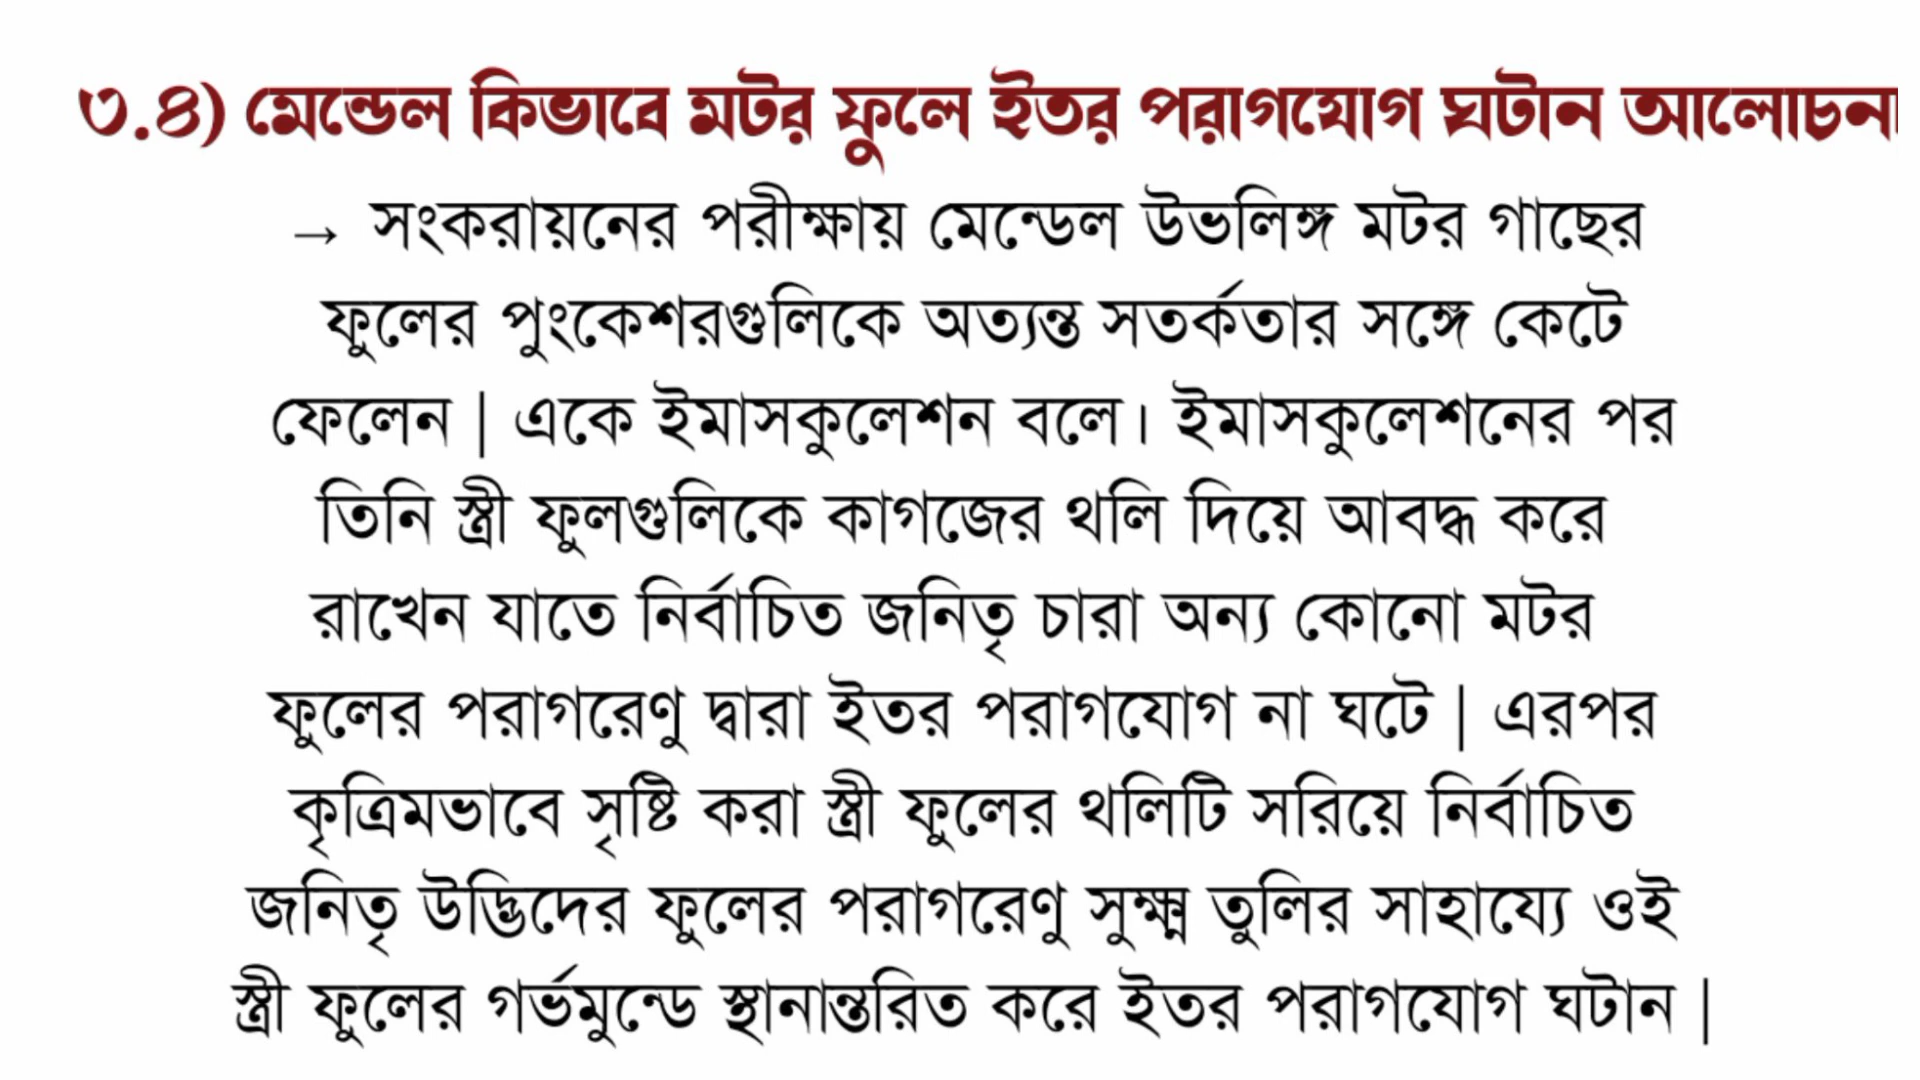 ৩.৪) মেন্ডেল কিভাবে মটর ফুলে ইতর পরাগযোগ ঘটান আলোচনা
→ সংকরায়নের পরীক্ষায় মেন্ডেল উভলিঙ্গ মটর গাছের
ফুলের পুংকেশরগুলিকে অত্যন্ত সতর্কতার সঙ্গে কেটে
ফেলেন | একে ইমাসকুলেশন বলে। ইমাসকুলেশনের পর
তিনি স্ত্রী ফুলগুলিকে কাগজের থলি দিয়ে আবদ্ধ করে
রাখেন যাতে নির্বাচিত জনিতৃ চারা অন্য কোনো মটর
ফুলের পরাগরেণু দ্বারা ইতর পরাগযোগ না ঘটে | এরপর
কৃত্রিমভাবে সৃষ্টি করা স্ত্রী ফুলের থলিটি সরিয়ে নির্বাচিত
জনিতৃ উদ্ভিদের ফুলের পরাগরেণু সুক্ষ্ম তুলির সাহায্যে ওই
স্ত্রী ফুলের গর্ভমুন্ডে স্থানান্তরিত করে ইতর পরাগযোগ ঘটান |